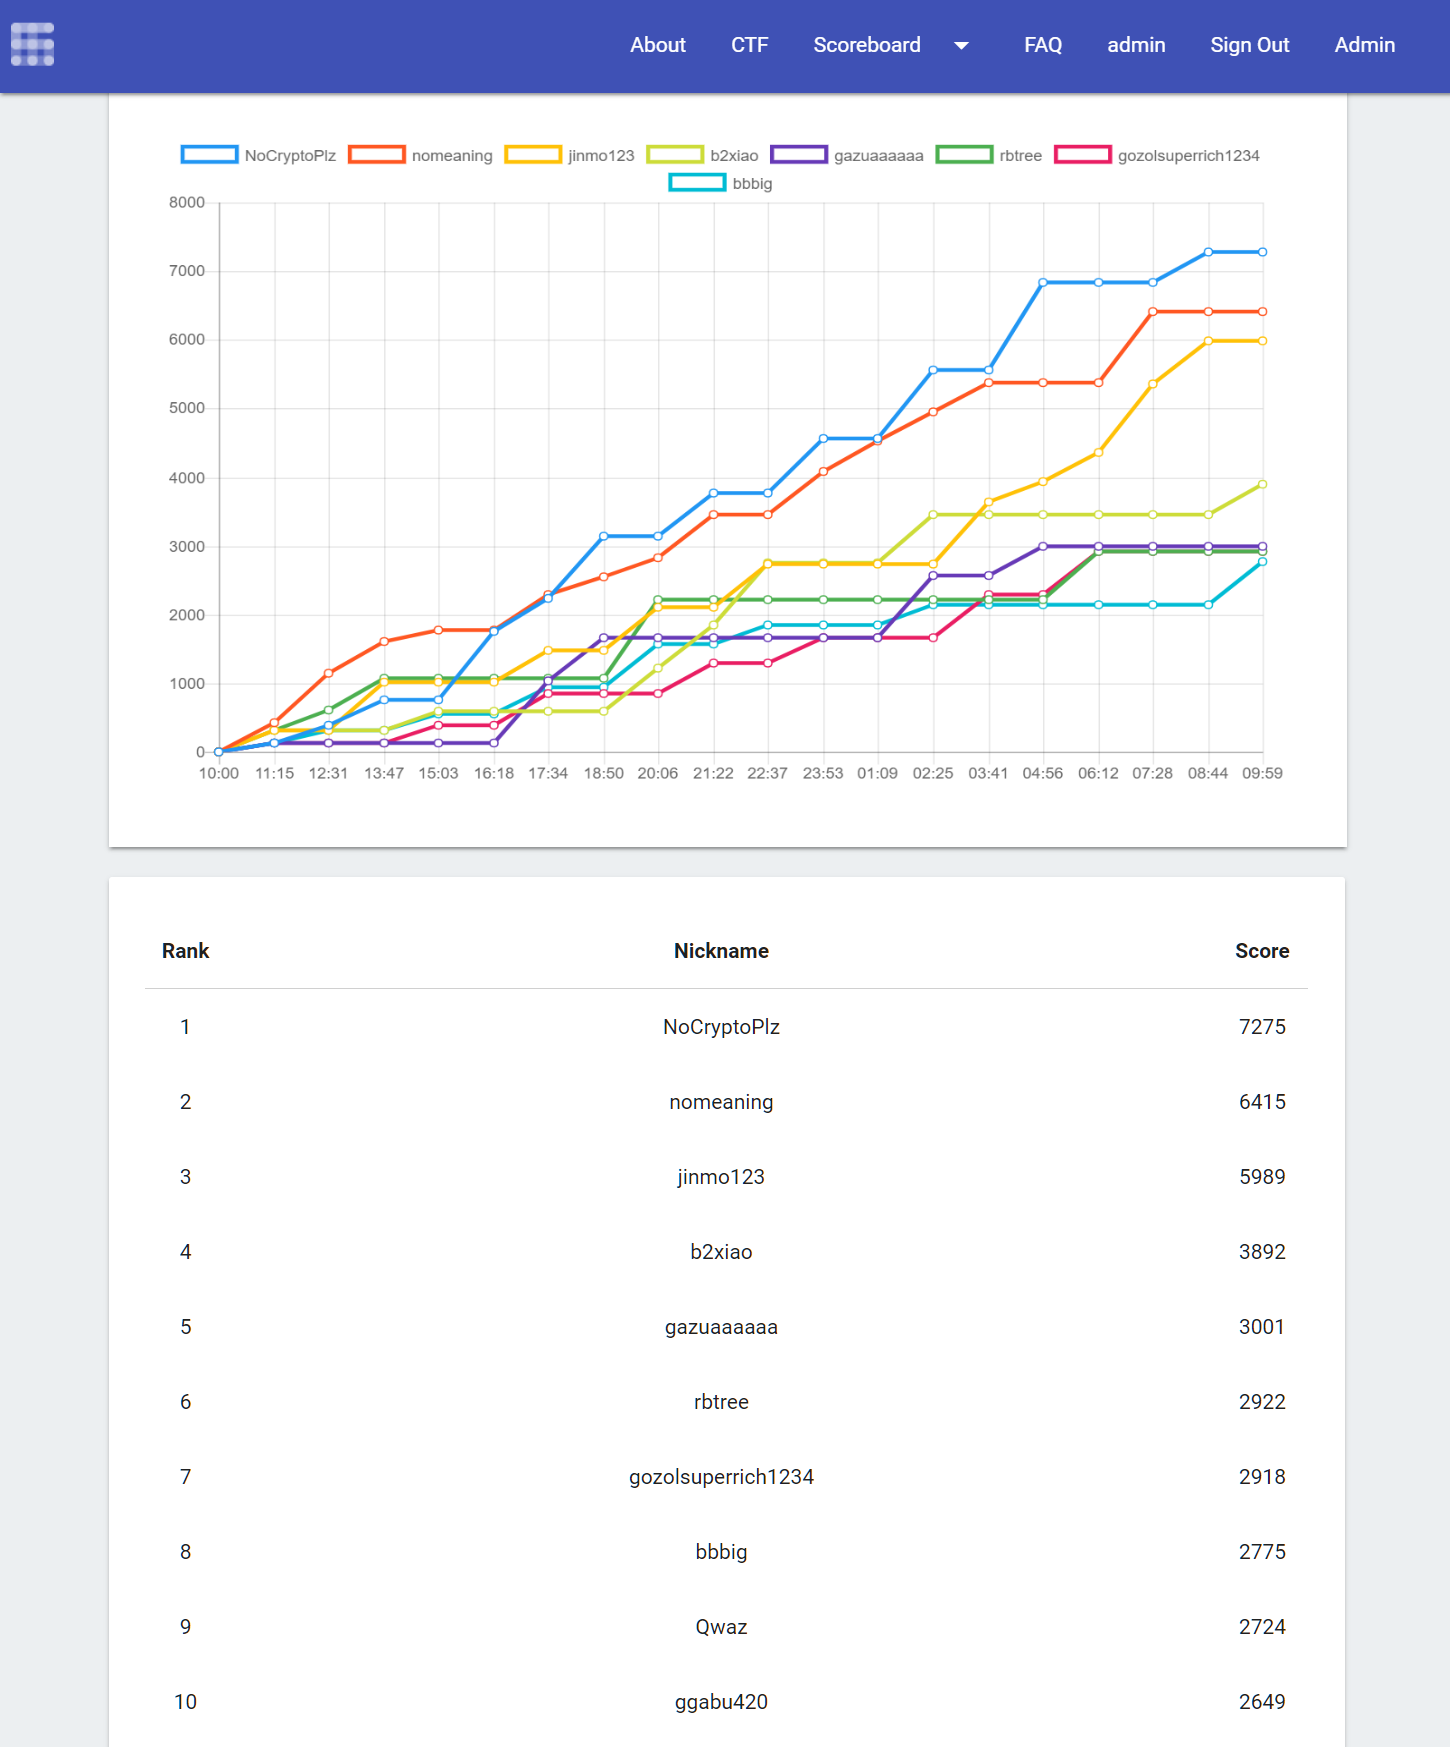 About CTF Scoreboard FAQ admin Sign Out Admin
NoCryptoPlz nomeaning jinmo123 b2xiao gazuaaaaaa rbtree gozolsuperrich1234
bbbig
8000
7000
6000
5000
4000
3000
2000
1000
0
10:00 11:15 12:31 13:47 15:03 16:18 17:34 18:50 20:06 21:22 22:37 23:53 01:09 02:25 03:41 04:56 06:12 07:28 08:44 09:59
Rank Nickname Score
1 NoCryptoPlz 7275
2 nomeaning 6415
3 jinmo123 5989
4 b2xiao 3892
5 gazuaaaaaa 3001
6 rbtree 2922
7 gozolsuperrich1234 2918
8 bbbig 2775
9 Qwaz 2724
10 ggabu420 2649